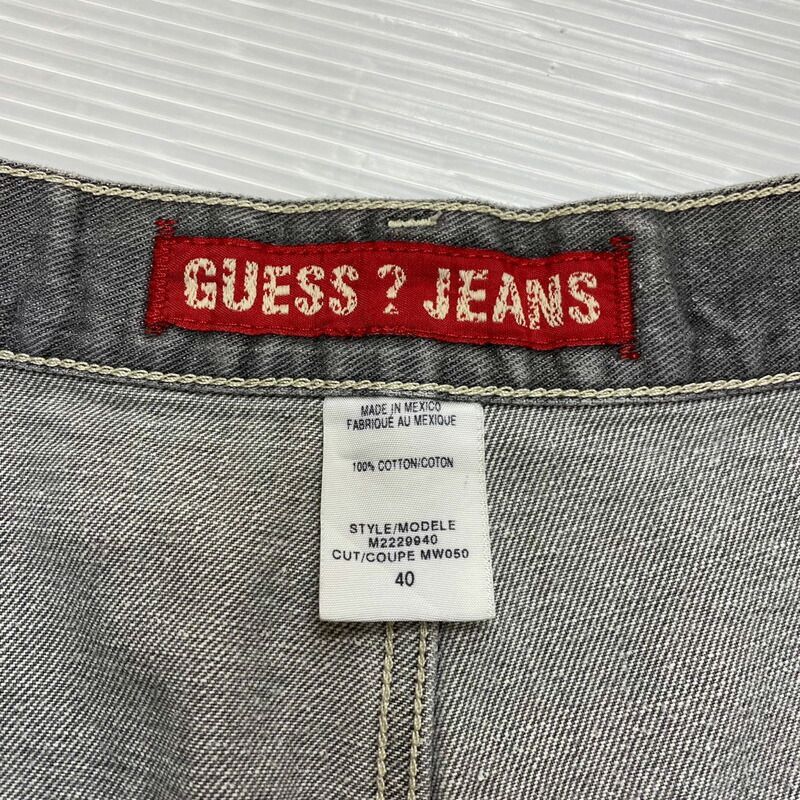 GUESS ? JEANS
MADE IN MEXICO
FABRIQUÉ AU MEXIQUE
100% COTTON/COTON
STYLE/MODELE
M2229940
CUT/COUPE MW050
40